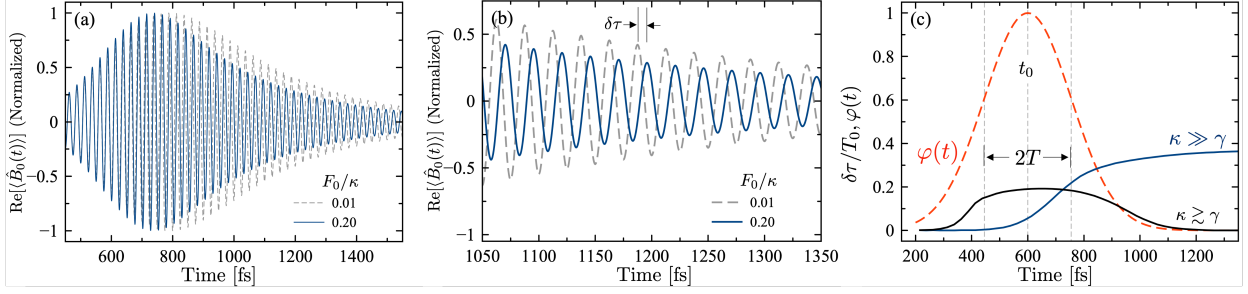 (a)
Re[⟨B̂₀(t)⟩] (Normalized)
1
0.5
0
−0.5
−1
F₀/κ
0.01
0.20
600 800 1000 1200 1400
Time [fs]
(b)
δτ
Re[⟨B̂₀(t)⟩] (Normalized)
1
0.5
0
−0.5
−1
F₀/κ
0.01
0.20
1050 1100 1150 1200 1250 1300 1350
Time [fs]
(c)
δτ/T₀, φ(t)
1
0.8
0.6
0.4
0.2
0
t₀
φ(t)
2T
κ ≫ γ
κ ≳ γ
200 400 600 800 1000 1200
Time [fs]